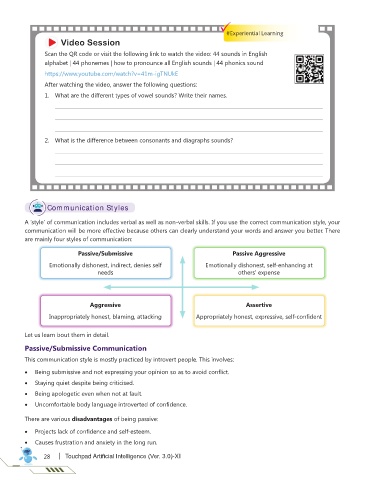 #Experiential Learning
Video Session
Scan the QR code or visit the following link to watch the video: 44 sounds in English
alphabet | 44 phonemes | how to pronounce all English sounds | 44 phonics sound
After watching the video, answer the following questions:
1. What are the different types of vowel sounds? Write their names.
2. What is the difference between consonants and diagraphs sounds?
Communication Styles
A 'style' of communication includes verbal as well as non-verbal skills. If you use the correct communication style, your
communication will be more effective because others can clearly understand your words and answer you better. There
are mainly four styles of communication:
Passive/Submissive
Emotionally dishonest, indirect, denies self
needs
Passive Aggressive
Emotionally dishonest, self-enhancing at
others' expense
Aggressive
Inappropriately honest, blaming, attacking
Assertive
Appropriately honest, expressive, self-confident
Let us learn bout them in detail.
Passive/Submissive Communication
This communication style is mostly practiced by introvert people. This involves:
• Being submissive and not expressing your opinion so as to avoid conflict.
• Staying quiet despite being criticised.
• Being apologetic even when not at fault.
• Uncomfortable body language introverted of confidence.
There are various disadvantages of being passive:
• Projects lack of confidence and self-esteem.
• Causes frustration and anxiety in the long run.
28 | Touchpad Artificial Intelligence (Ver. 3.0)-XI